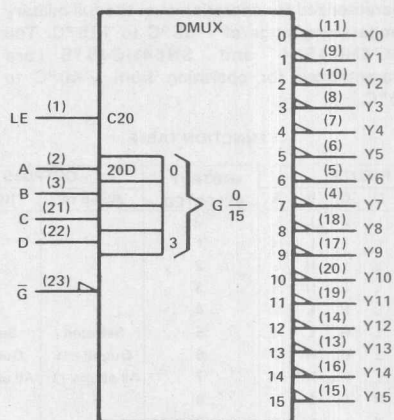 DMUX
0 (11) Y0
1 (9) Y1
2 (10) Y2
3 (8) Y3
4 (7) Y4
5 (6) Y5
6 (5) Y6
7 (4) Y7
8 (18) Y8
9 (17) Y9
10 (20) Y10
11 (19) Y11
12 (14) Y12
13 (13) Y13
14 (16) Y14
15 (15) Y15
LE (1) C20
A (2) 20D 0
B (3)
C (21)
D (22) 3
G 0/15
G̅ (23)